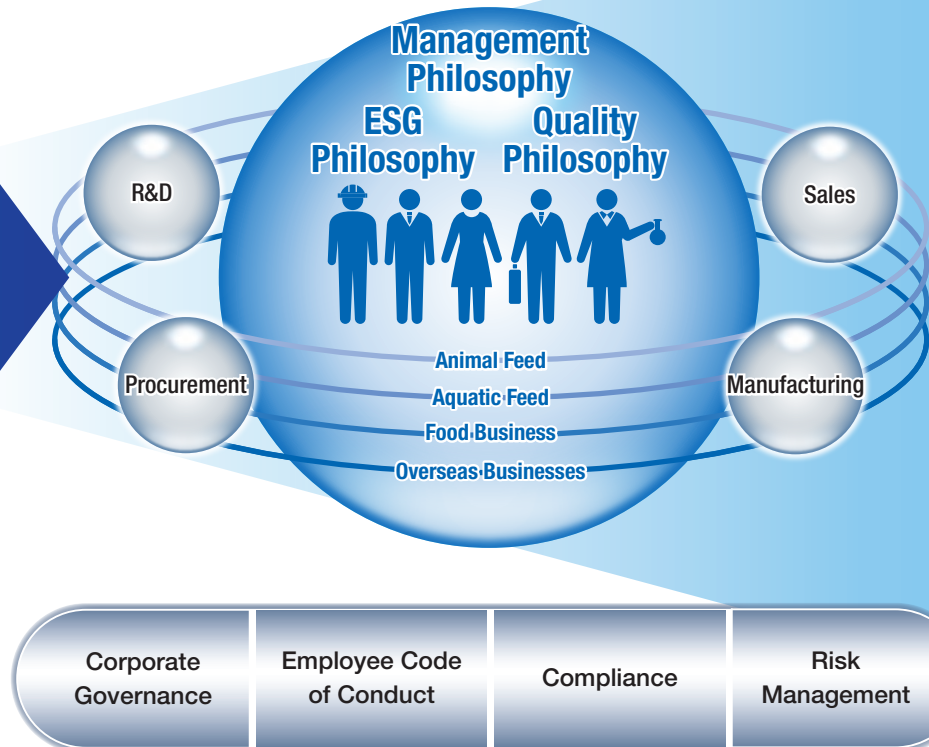 Management
Philosophy
ESG
Philosophy
Quality
Philosophy
R&D
Sales
Procurement
Manufacturing
Animal Feed
Aquatic Feed
Food Business
Overseas Businesses
Corporate
Governance
Employee Code
of Conduct
Compliance
Risk
Management